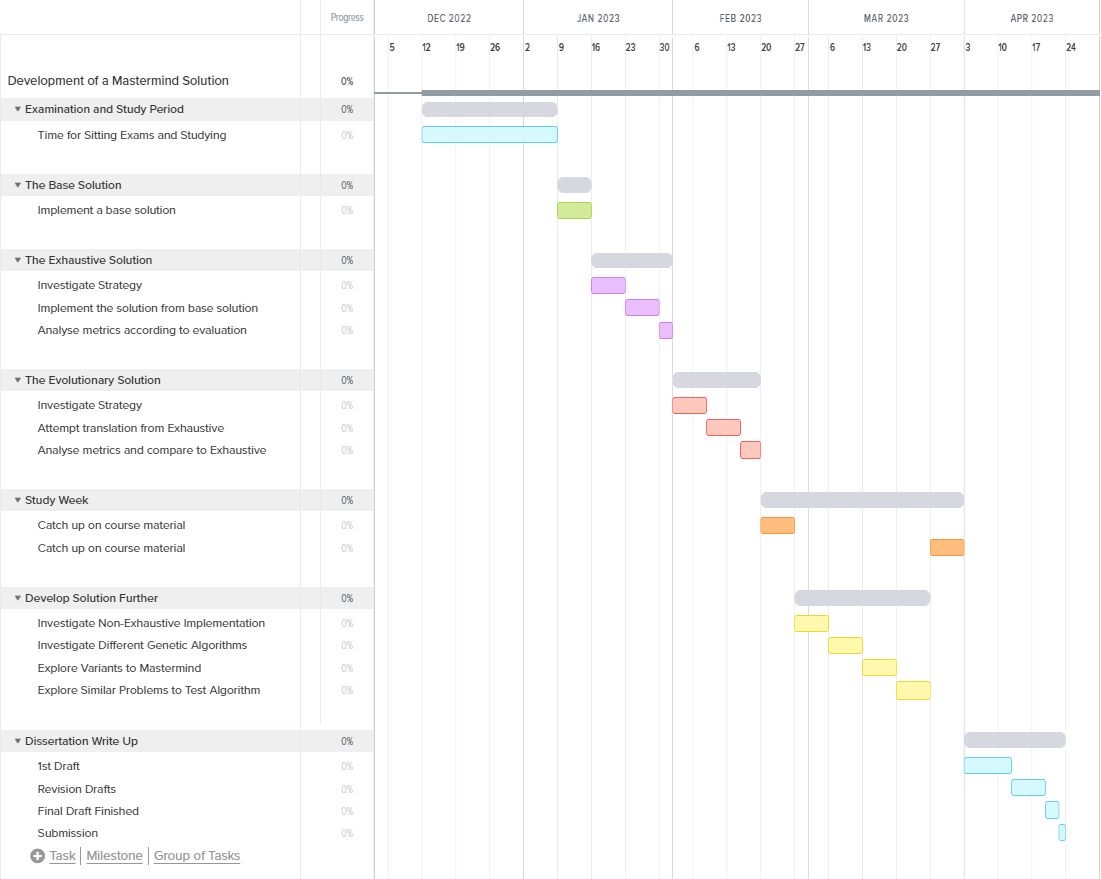 Progress DEC 2022 JAN 2023 FEB 2023 MAR 2023 APR 2023
5 12 19 26 2 9 16 23 30 6 13 20 27 6 13 20 27 3 10 17 24
Development of a Mastermind Solution 0%
Examination and Study Period 0%
Time for Sitting Exams and Studying 0%
The Base Solution 0%
Implement a base solution 0%
The Exhaustive Solution 0%
Investigate Strategy 0%
Implement the solution from base solution 0%
Analyse metrics according to evaluation 0%
The Evolutionary Solution 0%
Investigate Strategy 0%
Attempt translation from Exhaustive 0%
Analyse metrics and compare to Exhaustive 0%
Study Week 0%
Catch up on course material 0%
Catch up on course material 0%
Develop Solution Further 0%
Investigate Non-Exhaustive Implementation 0%
Investigate Different Genetic Algorithms 0%
Explore Variants to Mastermind 0%
Explore Similar Problems to Test Algorithm 0%
Dissertation Write Up 0%
1st Draft 0%
Revision Drafts 0%
Final Draft Finished 0%
Submission 0%
Task | Milestone | Group of Tasks